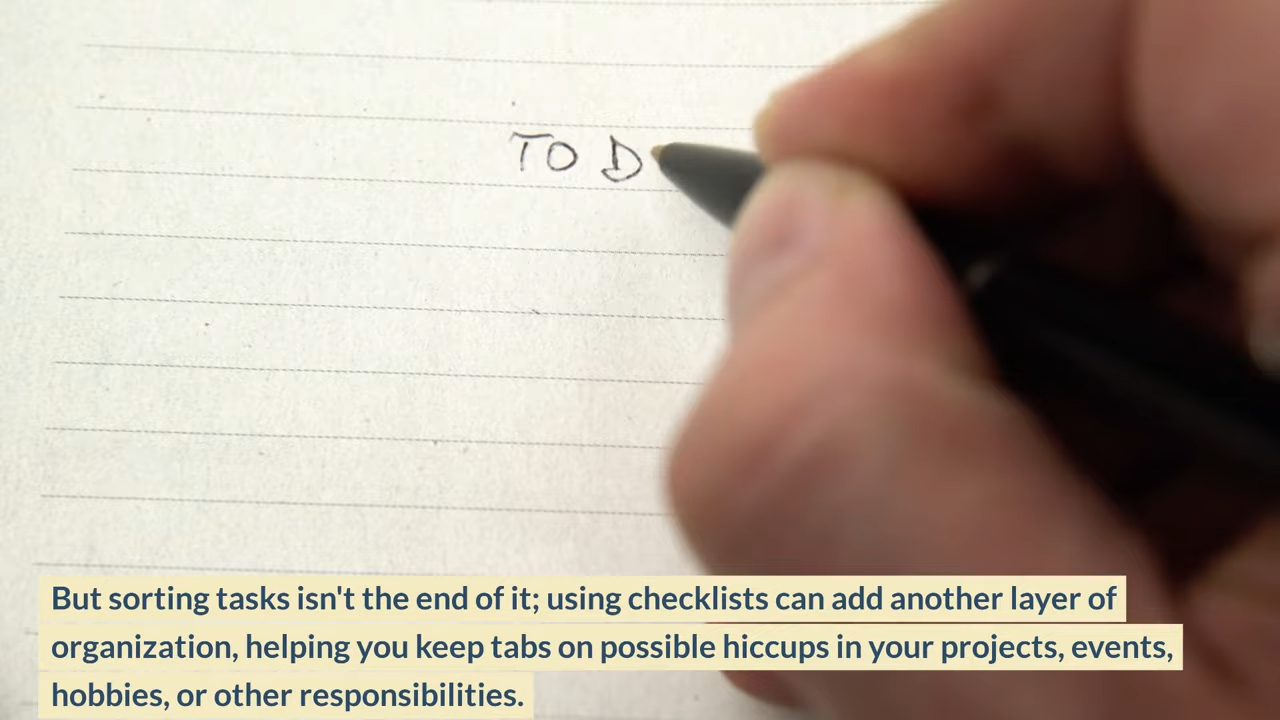 TO D
But sorting tasks isn't the end of it; using checklists can add another layer of
organization, helping you keep tabs on possible hiccups in your projects, events,
hobbies, or other responsibilities.